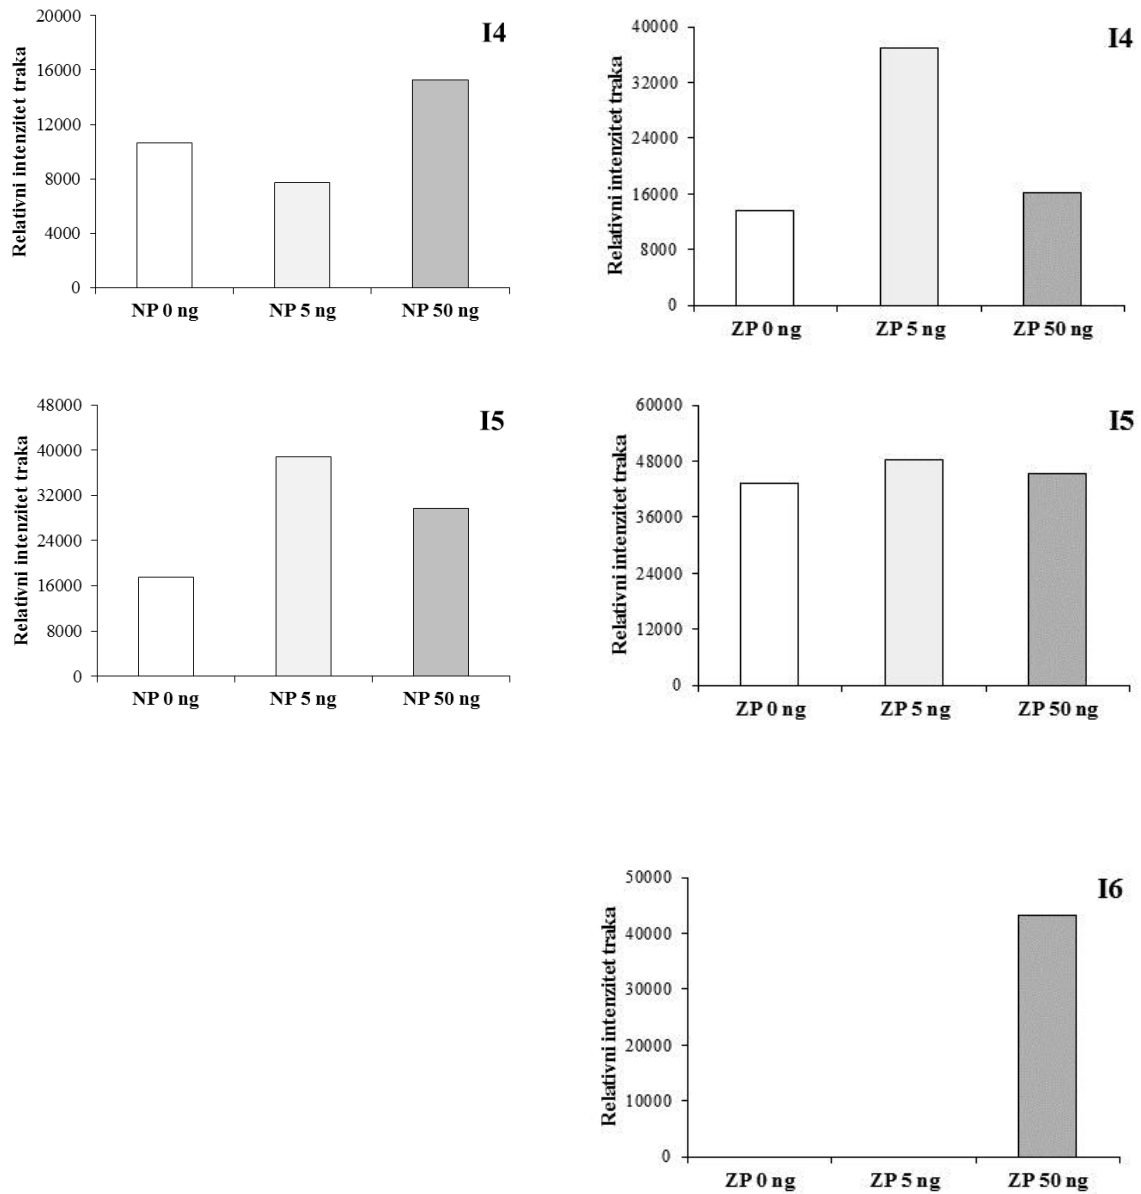 I4
Relativni intenzitet traka
20000
16000
12000
8000
4000
0
NP 0 ng NP 5 ng NP 50 ng
I4
Relativni intenzitet traka
40000
32000
24000
16000
8000
0
ZP 0 ng ZP 5 ng ZP 50 ng
I5
Relativni intenzitet traka
48000
40000
32000
24000
16000
8000
0
NP 0 ng NP 5 ng NP 50 ng
I5
Relativni intenzitet traka
60000
48000
36000
24000
12000
0
ZP 0 ng ZP 5 ng ZP 50 ng
I6
Relativni intenzitet traka
50000
40000
30000
20000
10000
0
ZP 0 ng ZP 5 ng ZP 50 ng